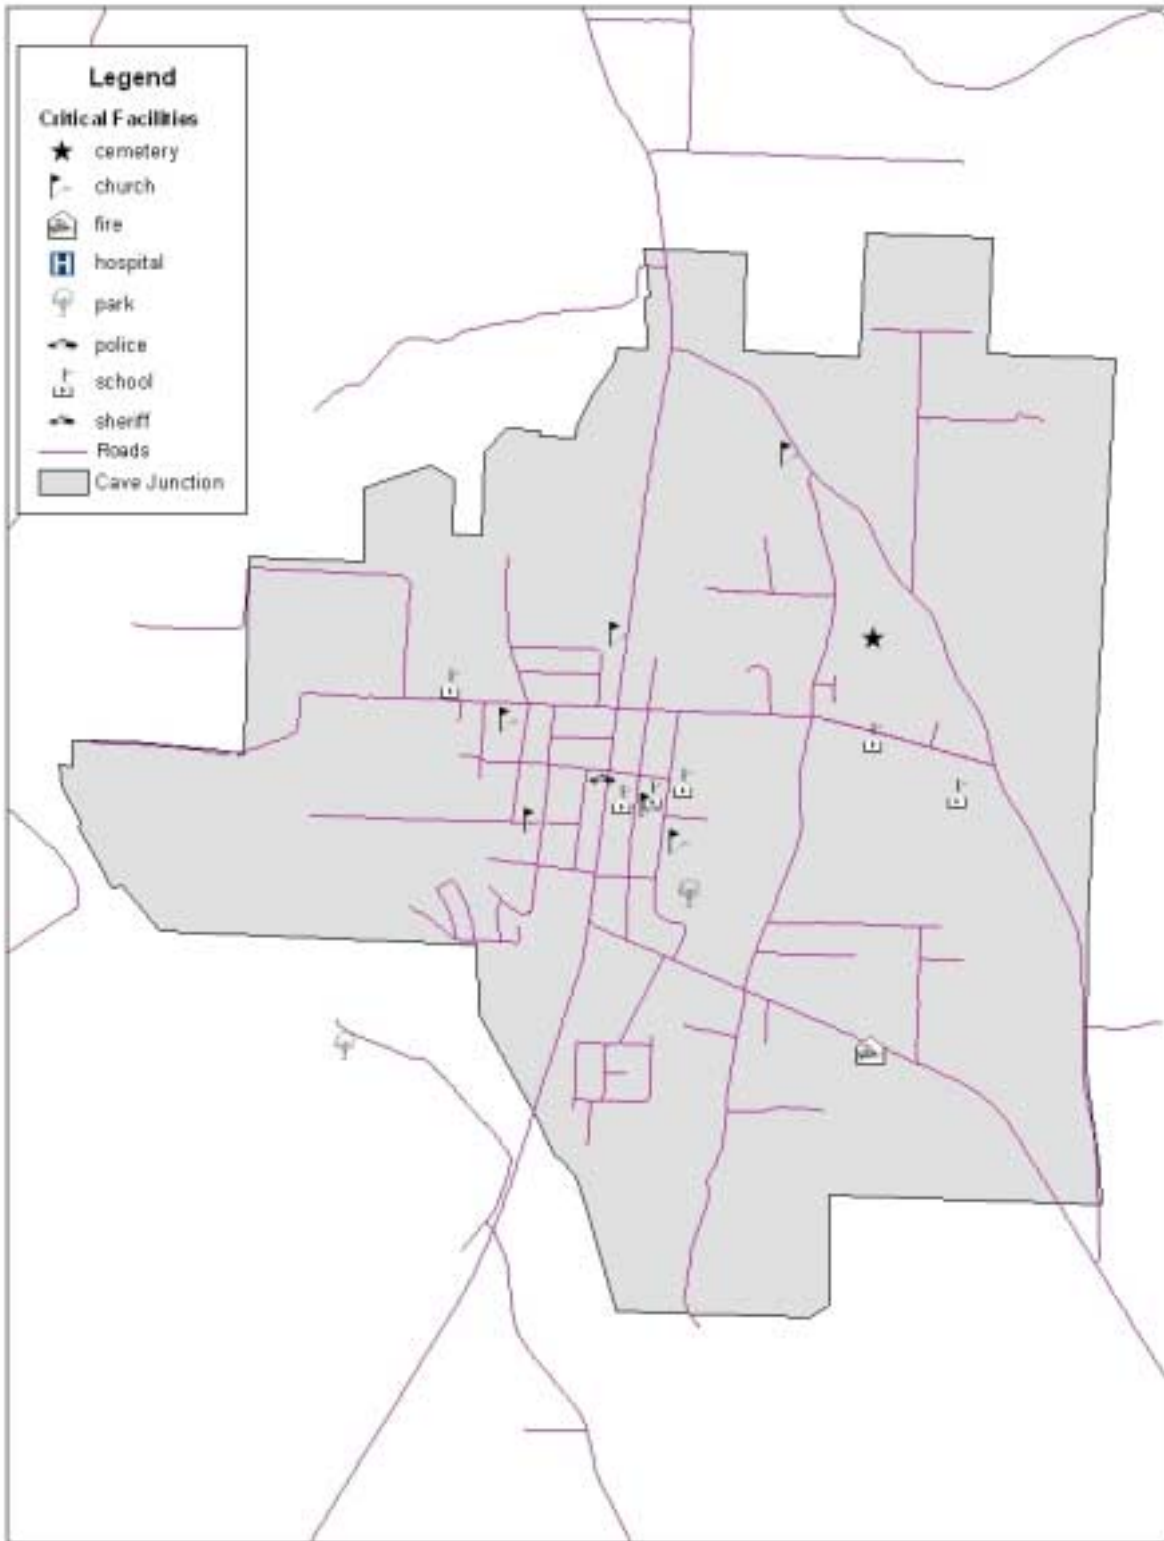 Legend
Critical Facilities
cemetery
church
fire
H hospital
park
police
school
sheriff
Roads
Cave Junction